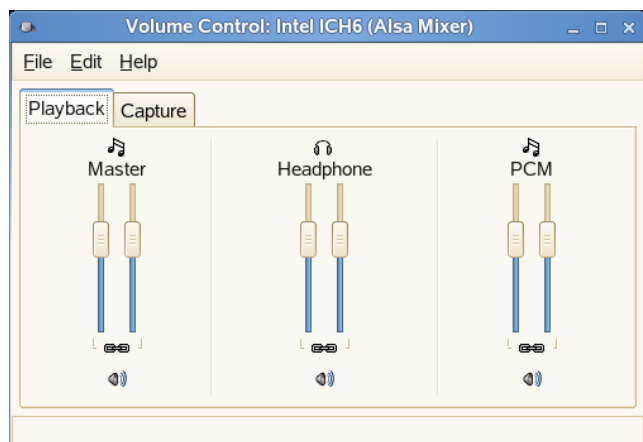 Volume Control: Intel ICH6 (Alsa Mixer)
File Edit Help
Playback Capture
Master Headphone PCM